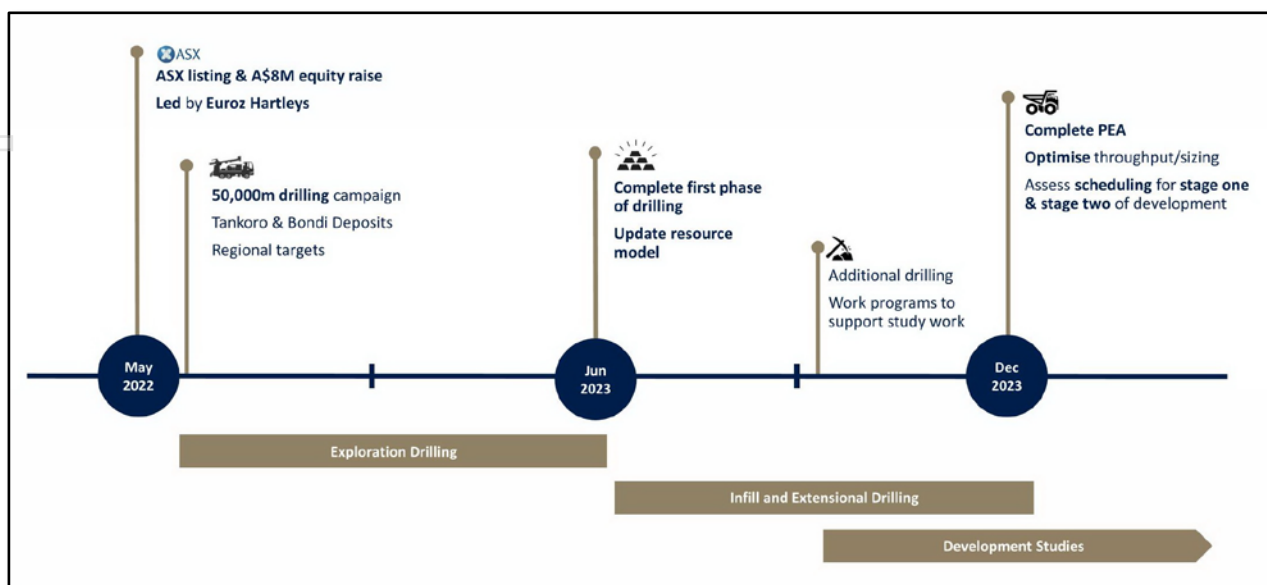 ASX
ASX listing & A$8M equity raise
Led by Euroz Hartleys
50,000m drilling campaign
Tankoro & Bondi Deposits
Regional targets
Complete first phase
of drilling
Update resource
model
Additional drilling
Work programs to
support study work
Complete PEA
Optimise throughput/sizing
Assess scheduling for stage one
& stage two of development
May
2022
Jun
2023
Dec
2023
Exploration Drilling
Infill and Extensional Drilling
Development Studies